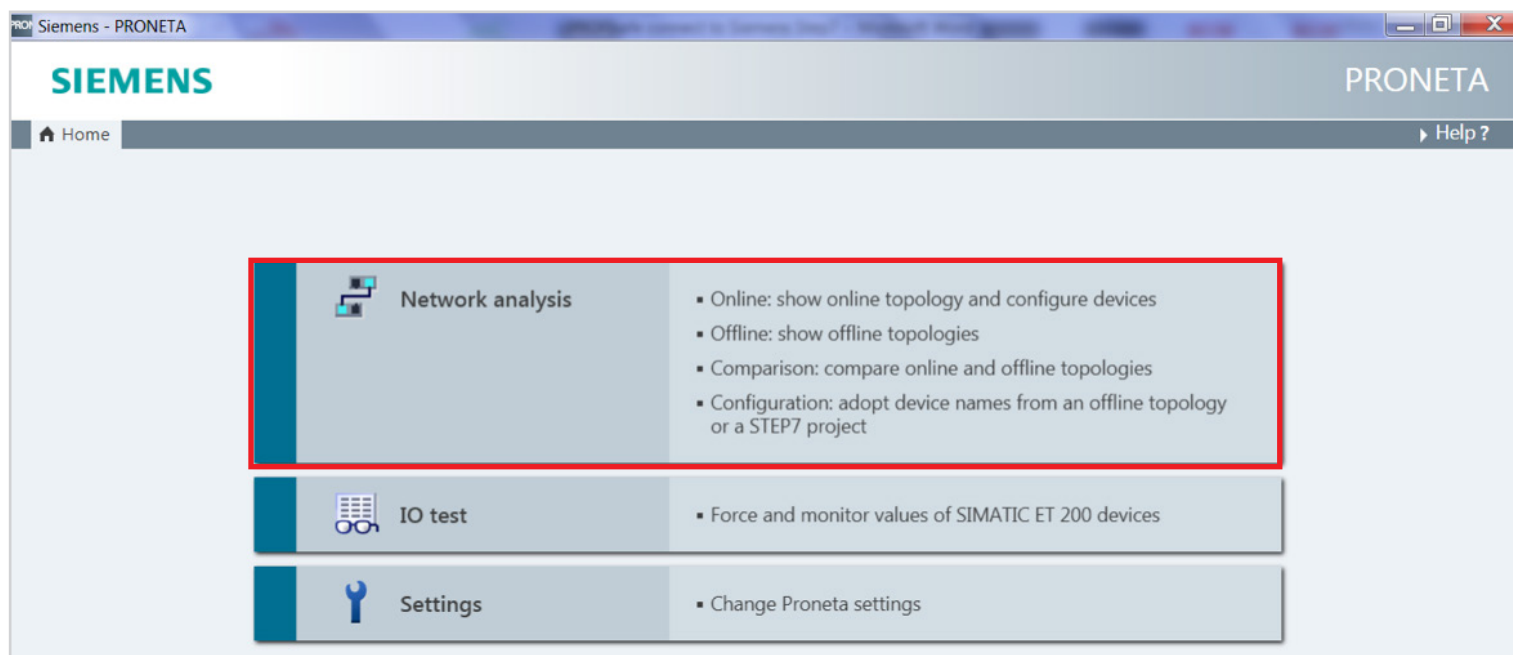 Siemens - PRONETA
SIEMENS
PRONETA
Home
Help ?
Network analysis
▪ Online: show online topology and configure devices
▪ Offline: show offline topologies
▪ Comparison: compare online and offline topologies
▪ Configuration: adopt device names from an offline topology
or a STEP7 project
IO test
▪ Force and monitor values of SIMATIC ET 200 devices
Settings
▪ Change Proneta settings